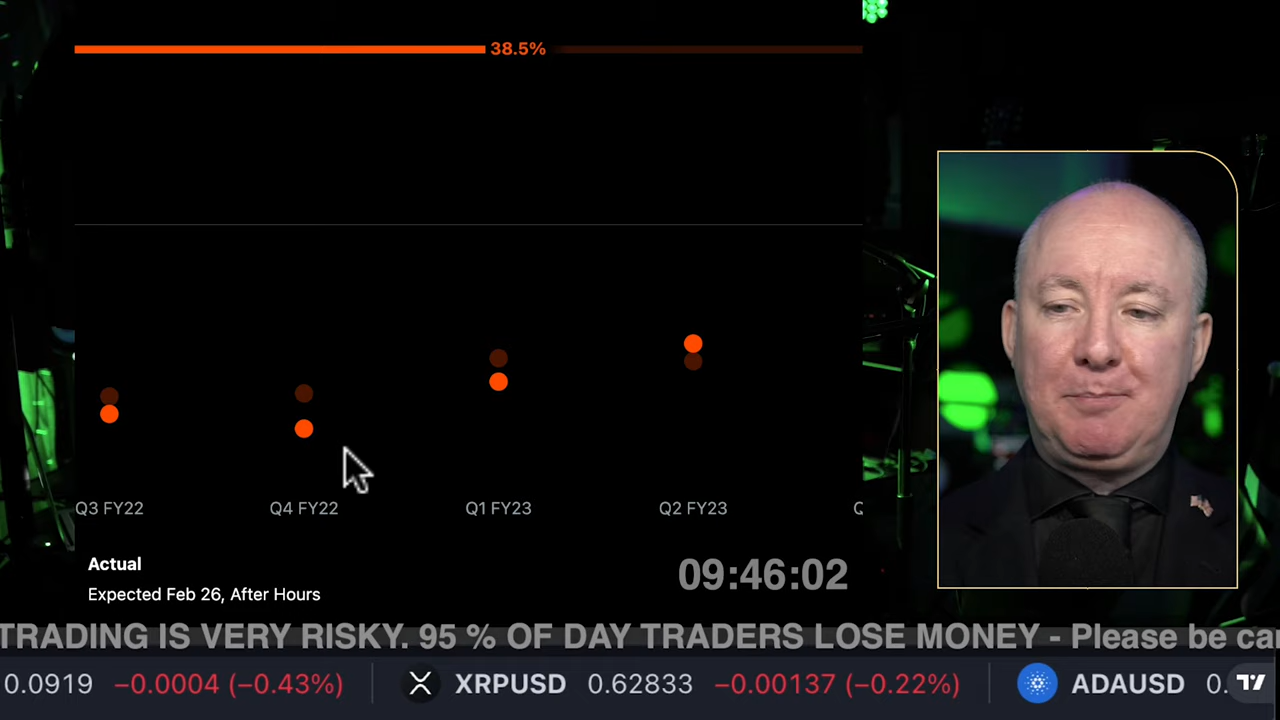 38.5%
Q3 FY22
Q4 FY22
Q1 FY23
Q2 FY23
Q
Actual
Expected Feb 26, After Hours
09:46:02
TRADING IS VERY RISKY. 95 % OF DAY TRADERS LOSE MONEY - Please be ca
0.0919 −0.0004 (−0.43%) XRPUSD 0.62833 −0.00137 (−0.22%) ADAUSD 0.